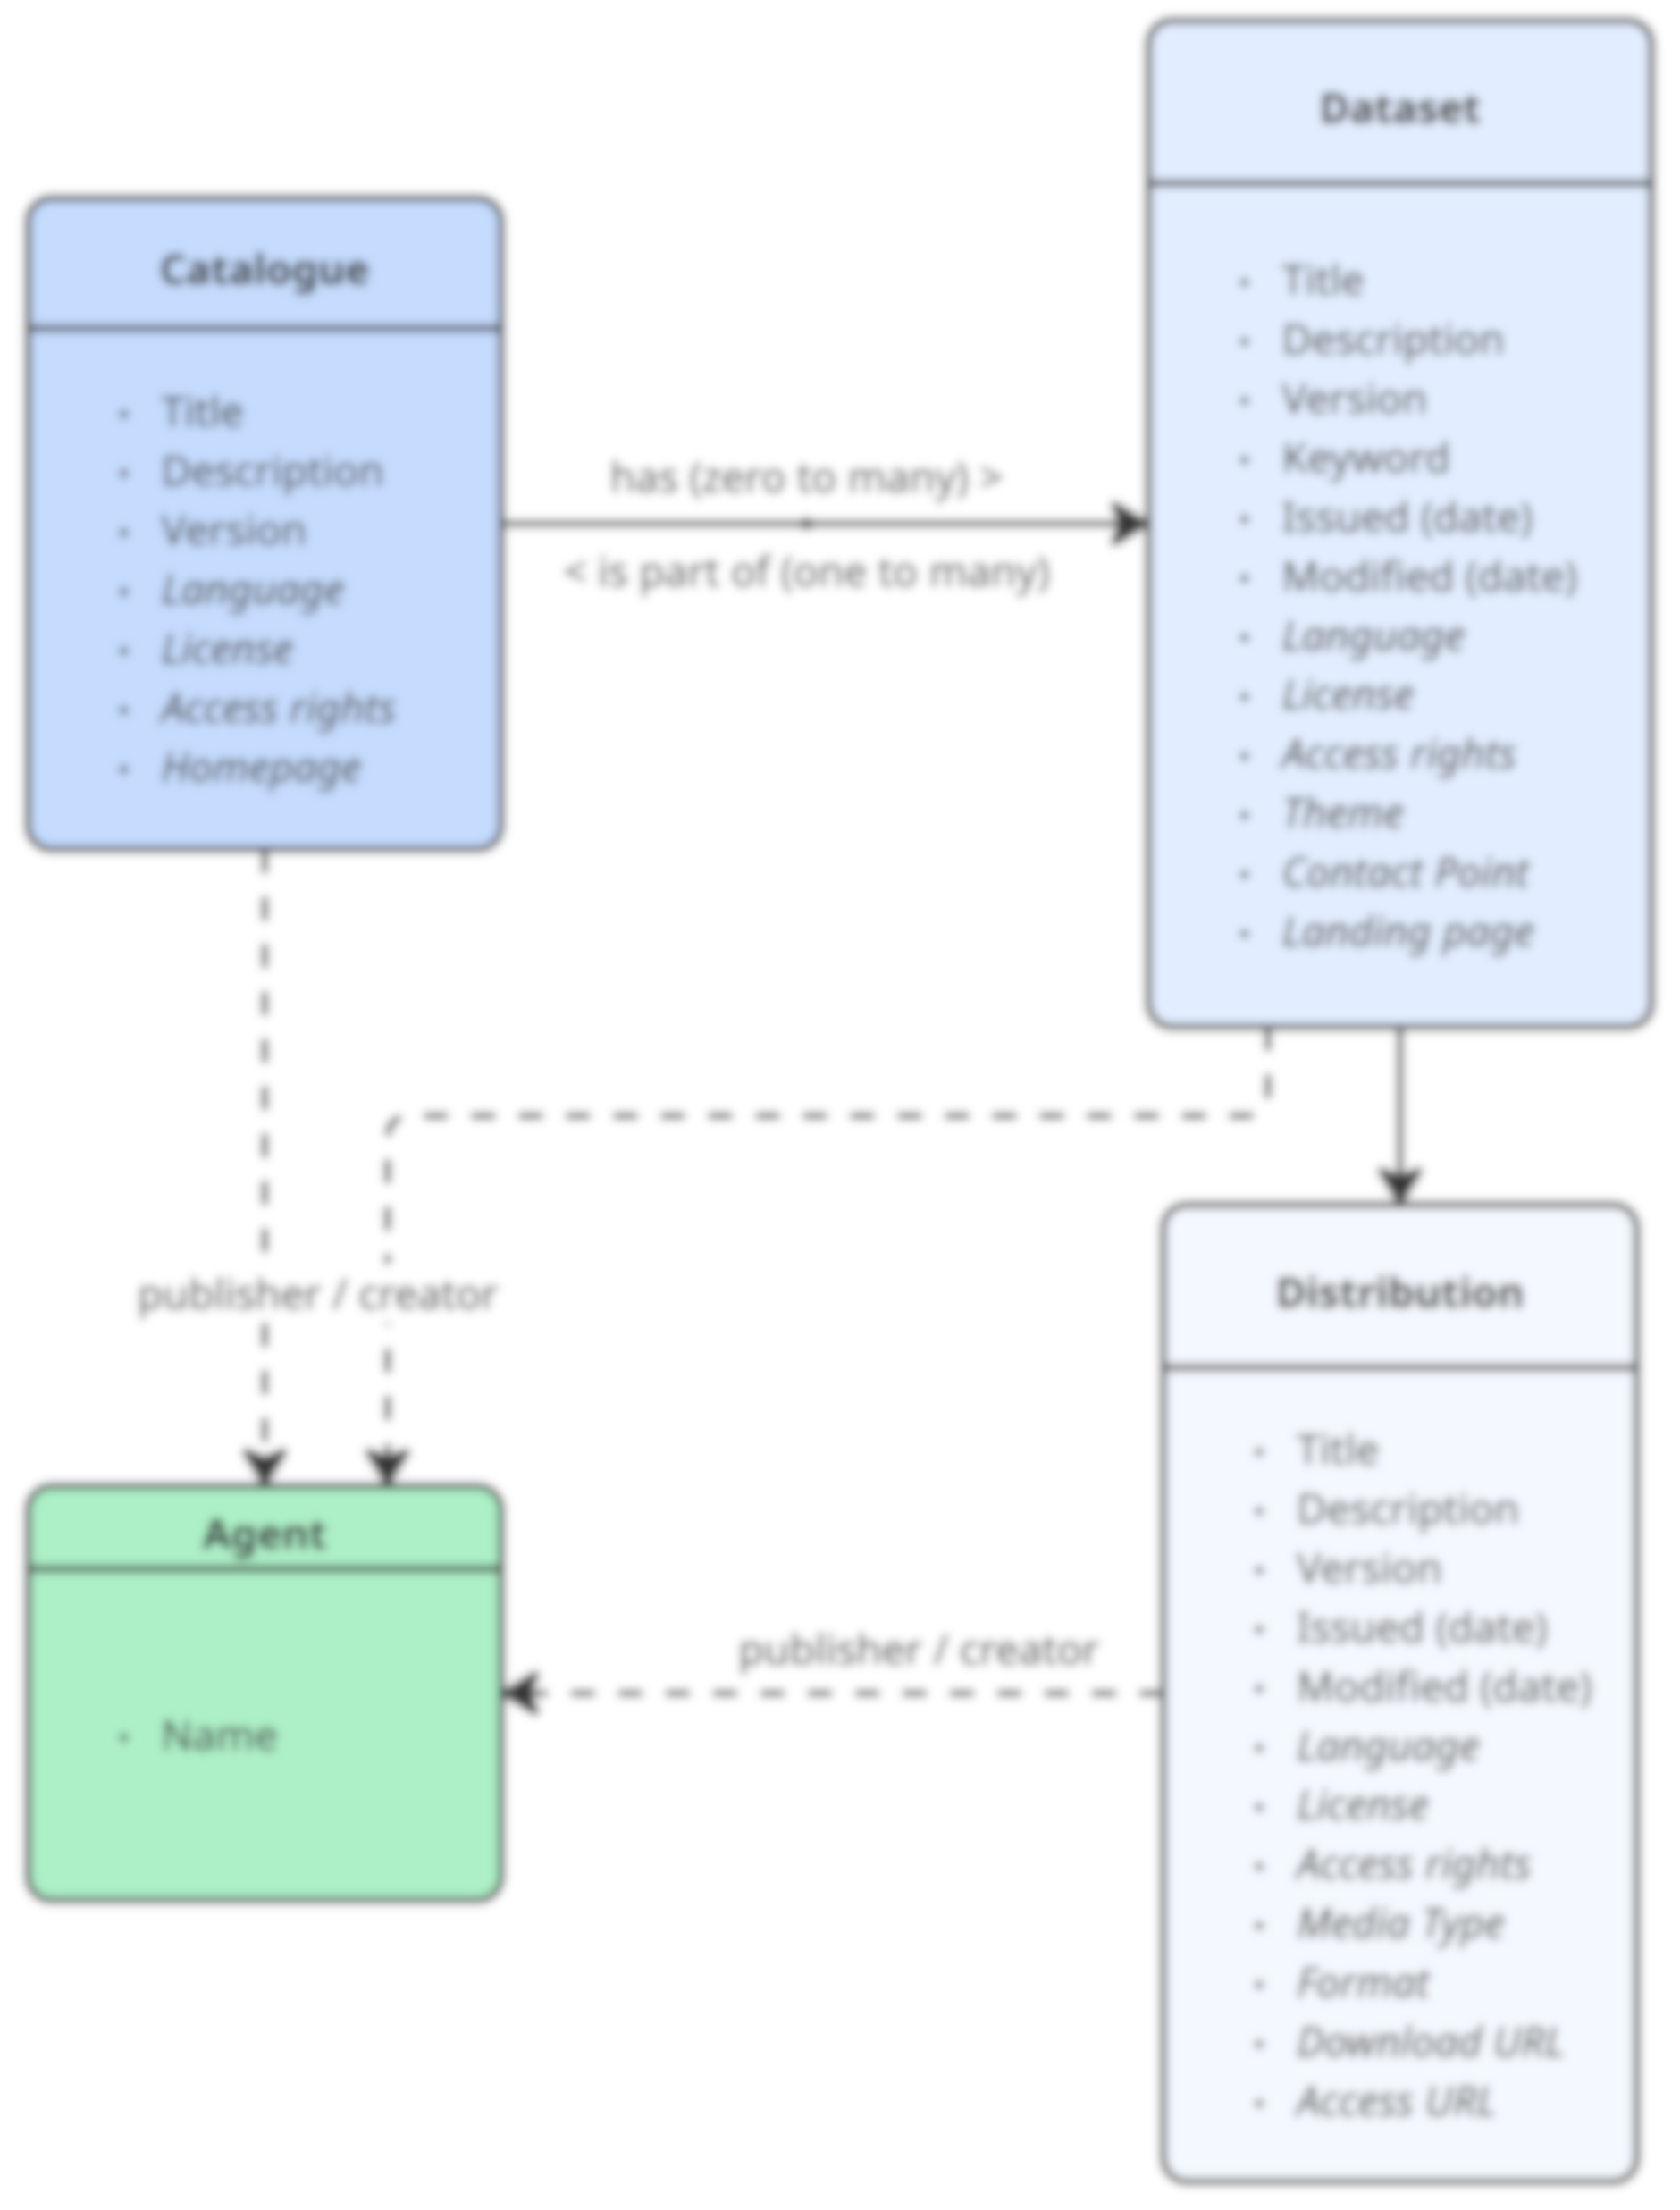 Catalogue
• Title
• Description
• Version
• Language
• License
• Access rights
• Homepage
has (zero to many) >
< is part of (one to many)
Dataset
• Title
• Description
• Version
• Keyword
• Issued (date)
• Modified (date)
• Language
• License
• Access rights
• Theme
• Contact Point
• Landing page
publisher / creator
Agent
• Name
publisher / creator
Distribution
• Title
• Description
• Version
• Issued (date)
• Modified (date)
• Language
• License
• Access rights
• Media Type
• Format
• Download URL
• Access URL